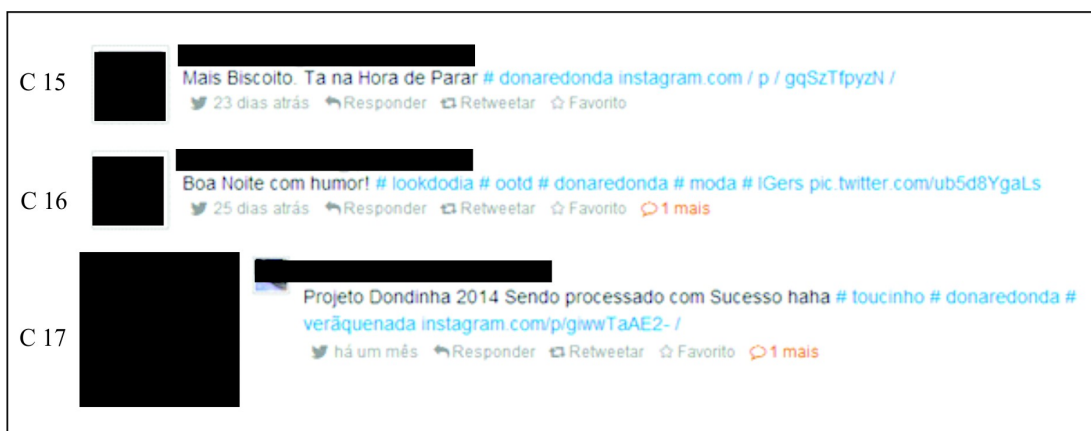 C 15
Mais Biscoito. Ta na Hora de Parar # donaredonda instagram.com / p / gqSzTfpyzN /
23 dias atrás Responder Retweetar Favorito
C 16
Boa Noite com humor! # lookdodia # ootd # donaredonda # moda # IGers pic.twitter.com/ub5d8YgaLs
25 dias atrás Responder Retweetar Favorito 1 mais
C 17
Projeto Dondinha 2014 Sendo processado com Sucesso haha # toucinho # donaredonda #
verãquenada instagram.com/p/giwwTaAE2- /
há um mês Responder Retweetar Favorito 1 mais